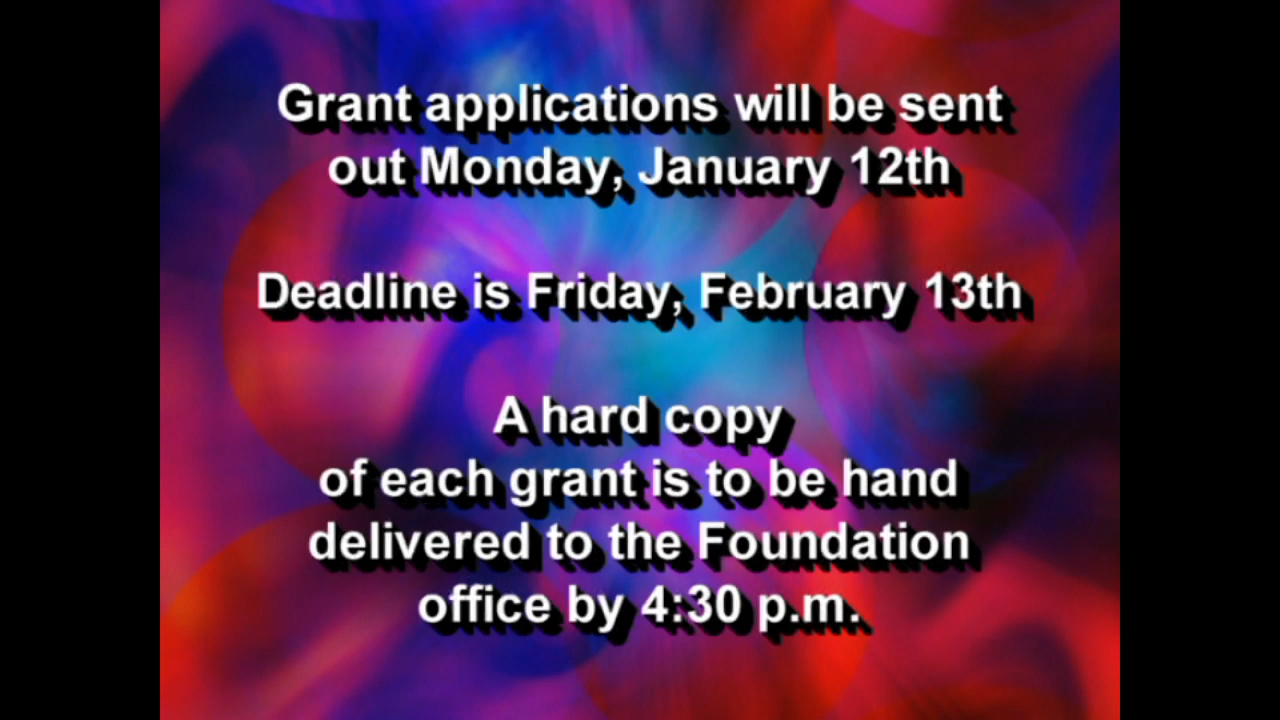 Grant applications will be sent
out Monday, January 12th
Deadline is Friday, February 13th
A hard copy
of each grant is to be hand
delivered to the Foundation
office by 4:30 p.m.